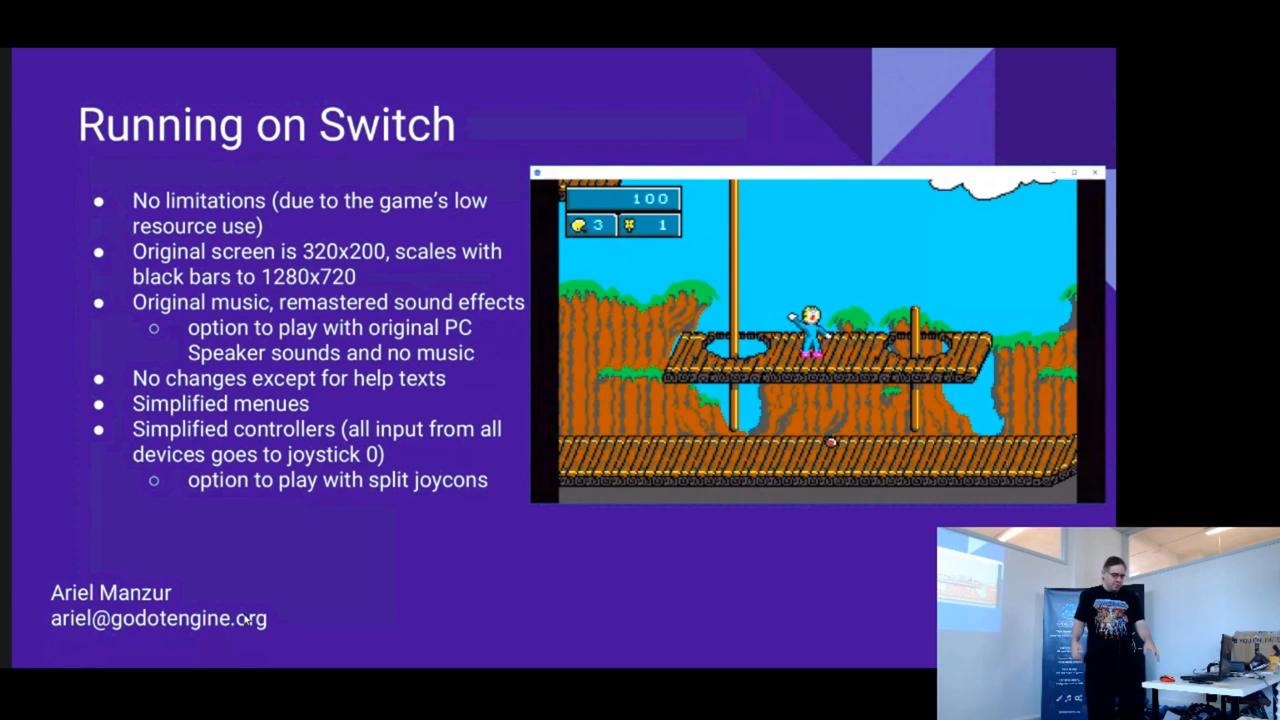 Running on Switch
● No limitations (due to the game's low
resource use)
● Original screen is 320x200, scales with
black bars to 1280x720
● Original music, remastered sound effects
○ option to play with original PC
Speaker sounds and no music
● No changes except for help texts
● Simplified menues
● Simplified controllers (all input from all
devices goes to joystick 0)
○ option to play with split joycons
100
3 1
Ariel Manzur
ariel@godotengine.org